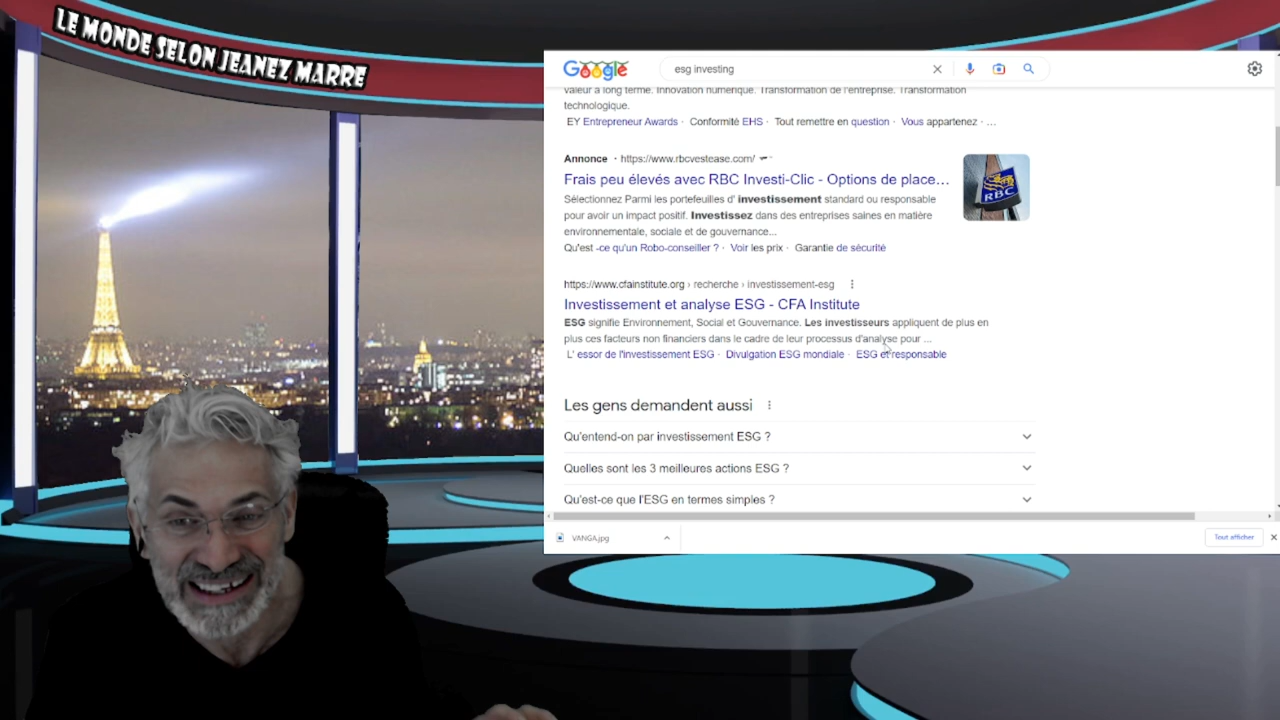 LE MONDE SELON JEANEZ MARRE
Google
esg investing
valeur à long terme. Innovation numérique. Transformation de l'entreprise. Transformation
technologique.
EY Entrepreneur Awards · Conformité EHS · Tout remettre en question · Vous appartenez · ...
Annonce · https://www.rbcvestease.com/
Frais peu élevés avec RBC Investi-Clic - Options de place...
RBC
Sélectionnez Parmi les portefeuilles d' investissement standard ou responsable
pour avoir un impact positif. Investissez dans des entreprises saines en matière
environnementale, sociale et de gouvernance...
Qu'est -ce qu'un Robo-conseiller ? · Voir les prix · Garantie de sécurité
https://www.cfainstitute.org › recherche › investissement-esg
Investissement et analyse ESG - CFA Institute
ESG signifie Environnement, Social et Gouvernance. Les investisseurs appliquent de plus en
plus ces facteurs non financiers dans le cadre de leur processus d'analyse pour ...
L' essor de l'investissement ESG · Divulgation ESG mondiale · ESG et responsable
Les gens demandent aussi
Qu'entend-on par investissement ESG ?
Quelles sont les 3 meilleures actions ESG ?
Qu'est-ce que l'ESG en termes simples ?
VANGA.jpg
Tout afficher